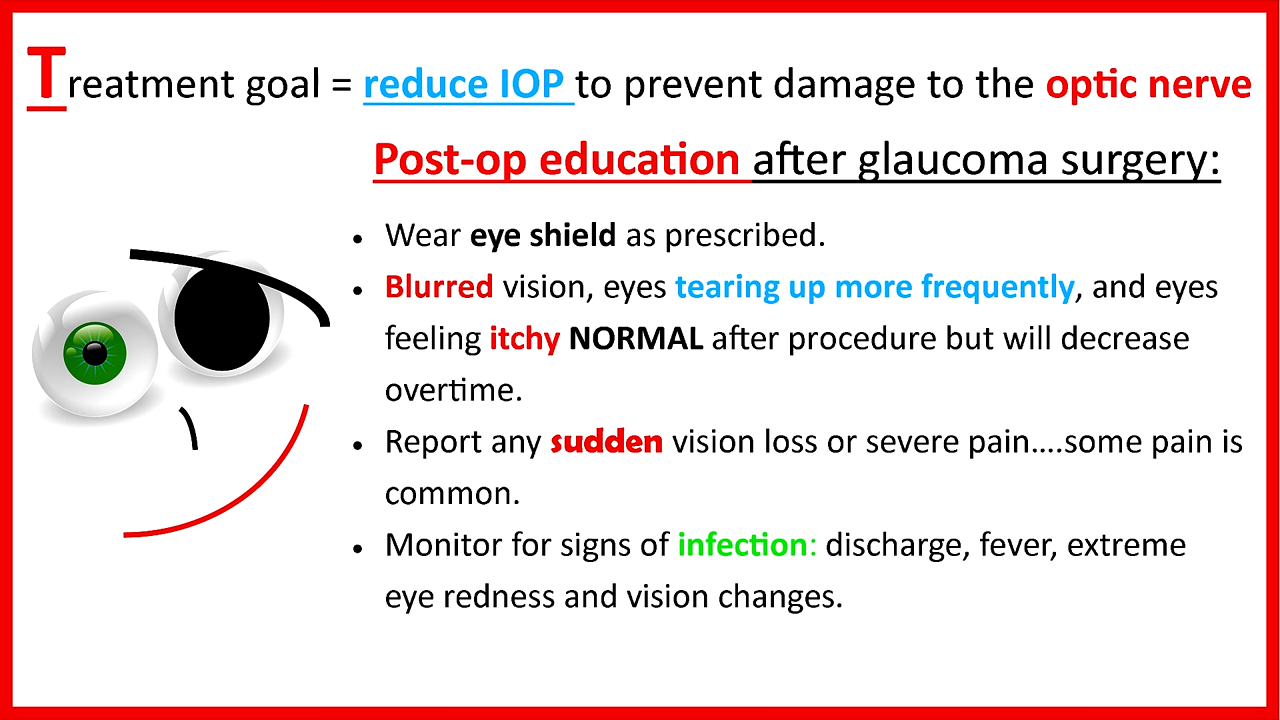 Treatment goal = reduce IOP to prevent damage to the optic nerve
Post-op education after glaucoma surgery:
• Wear eye shield as prescribed.
• Blurred vision, eyes tearing up more frequently, and eyes
feeling itchy NORMAL after procedure but will decrease
overtime.
• Report any sudden vision loss or severe pain....some pain is
common.
• Monitor for signs of infection: discharge, fever, extreme
eye redness and vision changes.